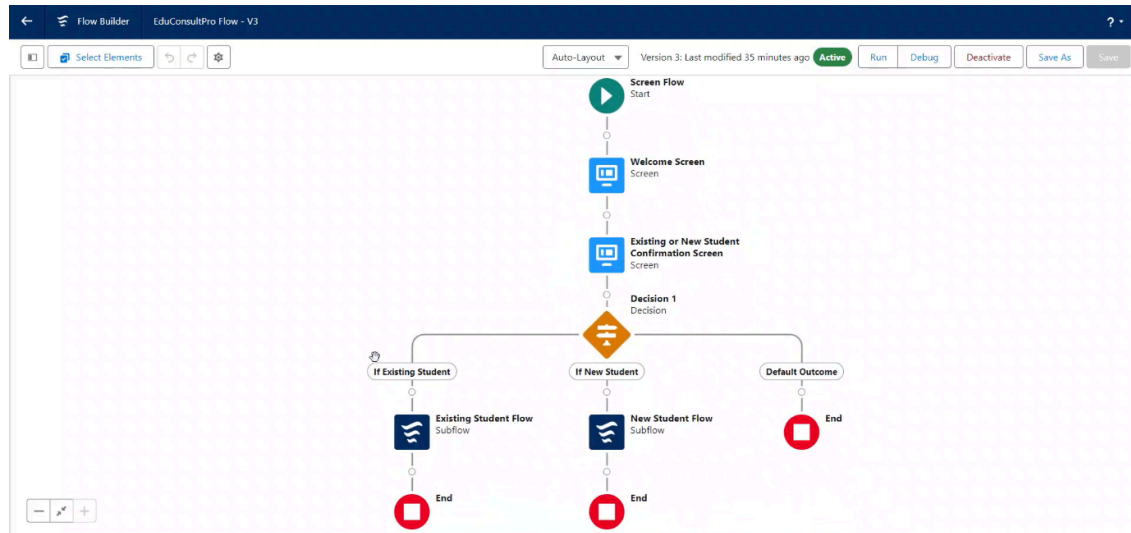 Flow Builder EduConsultPro Flow - V3 ?
Select Elements Auto-Layout Version 3: Last modified 35 minutes ago Active Run Debug Deactivate Save As Save
Screen Flow
Start
Welcome Screen
Screen
Existing or New Student
Confirmation Screen
Screen
Decision 1
Decision
If Existing Student If New Student Default Outcome
Existing Student Flow New Student Flow End
Subflow Subflow
End End